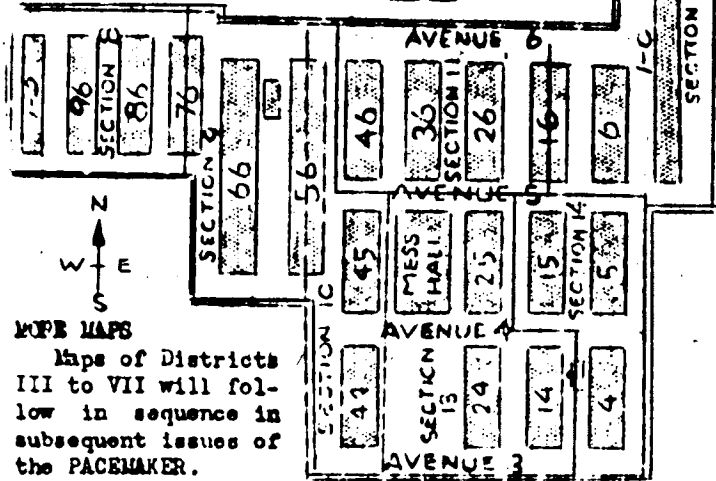 AVENUE 6
1-C
SECTION
96
SECTION 8
86
76
SECTION 9
66
56
46
36
SECTION 11
26
16
6
AVENUE 5
N
W E
S
45
MESS
HALL
25
15
SECTION 14
5
SECTION 10
AVENUE 4
SECTION
13
24
14
4
AVENUE 3
MORE MAPS
Maps of Districts
III to VII will fol-
low in sequence in
subsequent issues of
the PACEMAKER.